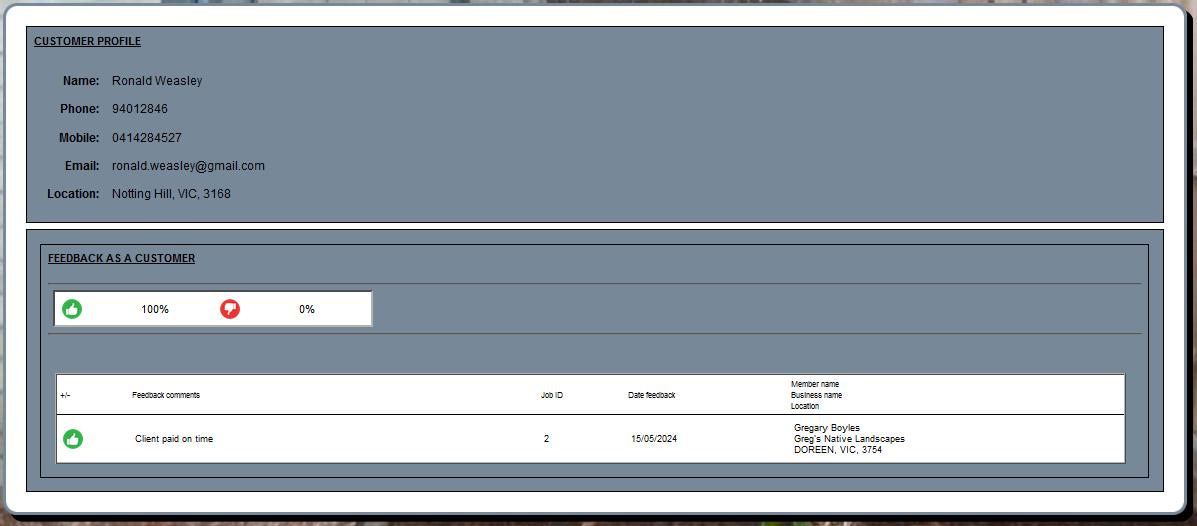 CUSTOMER PROFILE
Name: Ronald Weasley
Phone: 94012846
Mobile: 0414284527
Email: ronald.weasley@gmail.com
Location: Notting Hill, VIC, 3168
FEEDBACK AS A CUSTOMER
100% 0%
+/- Feedback comments Job ID Date feedback Member name
Business name
Location
Client paid on time 2 15/05/2024 Gregary Boyles
Greg's Native Landscapes
DOREEN, VIC, 3754